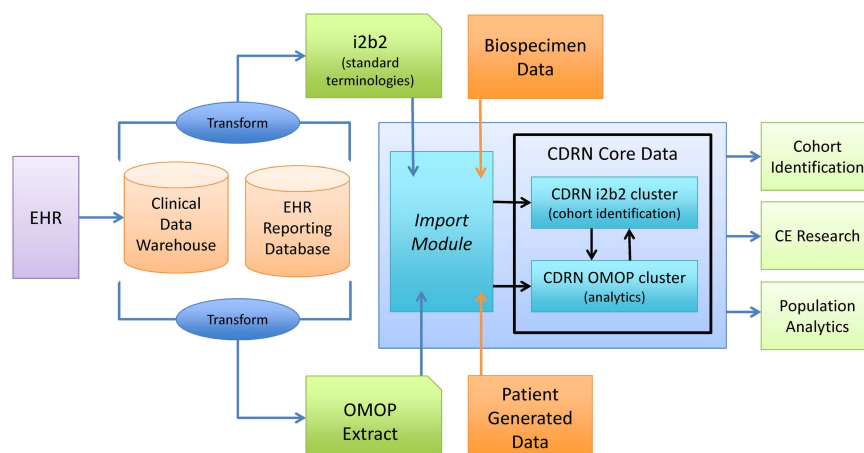 i2b2
(standard
terminologies)
Biospecimen
Data
Transform
EHR
Clinical
Data
Warehouse
EHR
Reporting
Database
Transform
OMOP
Extract
Patient
Generated
Data
Import
Module
CDRN Core Data
CDRN i2b2 cluster
(cohort identification)
CDRN OMOP cluster
(analytics)
Cohort
Identification
CE Research
Population
Analytics